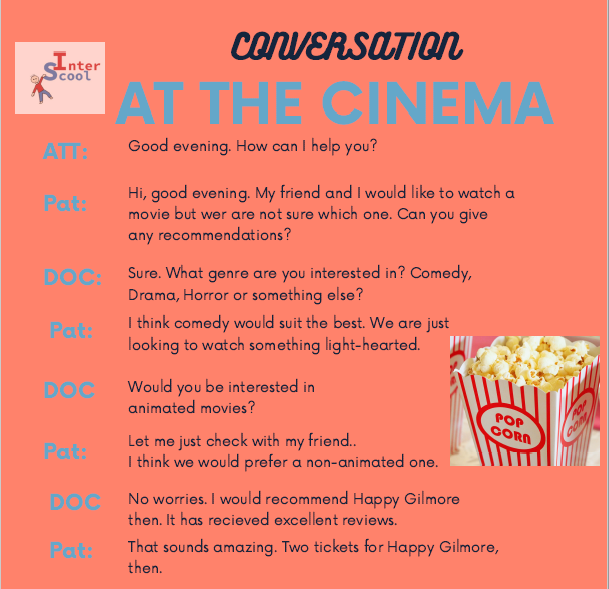 CONVERSATION
Inter
Scool
AT THE CINEMA
ATT:
Good evening. How can I help you?
Pat:
Hi, good evening. My friend and I would like to watch a
movie but wer are not sure which one. Can you give
any recommendations?
DOC:
Sure. What genre are you interested in? Comedy,
Drama, Horror or something else?
Pat:
I think comedy would suit the best. We are just
looking to watch something light-hearted.
DOC
Would you be interested in
animated movies?
Pat:
Let me just check with my friend..
I think we would prefer a non-animated one.
DOC
No worries. I would recommend Happy Gilmore
then. It has recieved excellent reviews.
Pat:
That sounds amazing. Two tickets for Happy Gilmore,
then.
POP
CORN
POP
CORN